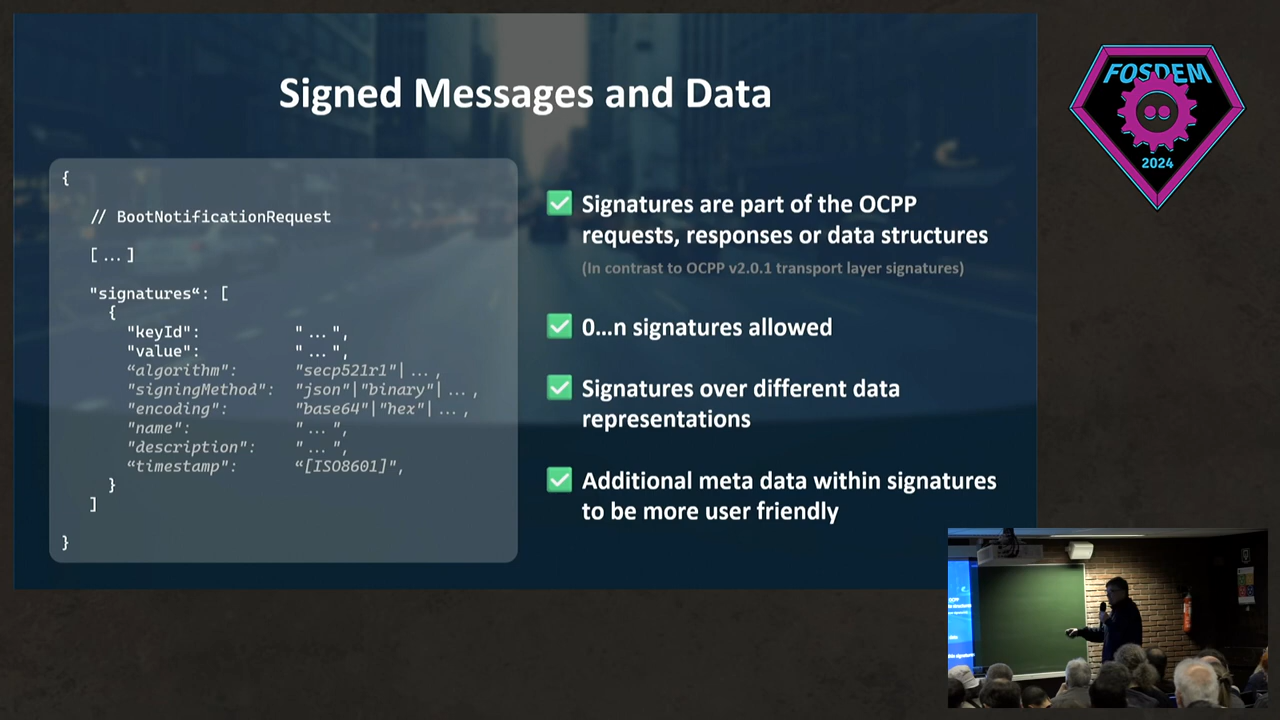 Signed Messages and Data
{
// BootNotificationRequest
[ ... ]
"signatures“: [
{
"keyId": " ... ",
"value": " ... ",
“algorithm": "secp521r1"| ... ,
"signingMethod": "json"|"binary"| ... ,
"encoding": "base64"|"hex"| ... ,
"name": " ... ",
"description": " ... ",
“timestamp": “[ISO8601]",
}
]
}
Signatures are part of the OCPP
requests, responses or data structures
(In contrast to OCPP v2.0.1 transport layer signatures)
0...n signatures allowed
Signatures over different data
representations
Additional meta data within signatures
to be more user friendly
FOSDEM
2024